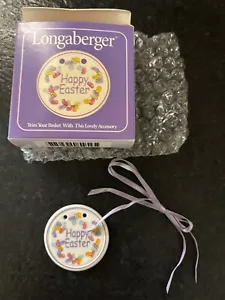 Longaberger
Happy
Easter
Trim Your Basket With This Lovely Accessory
Happy
Easter